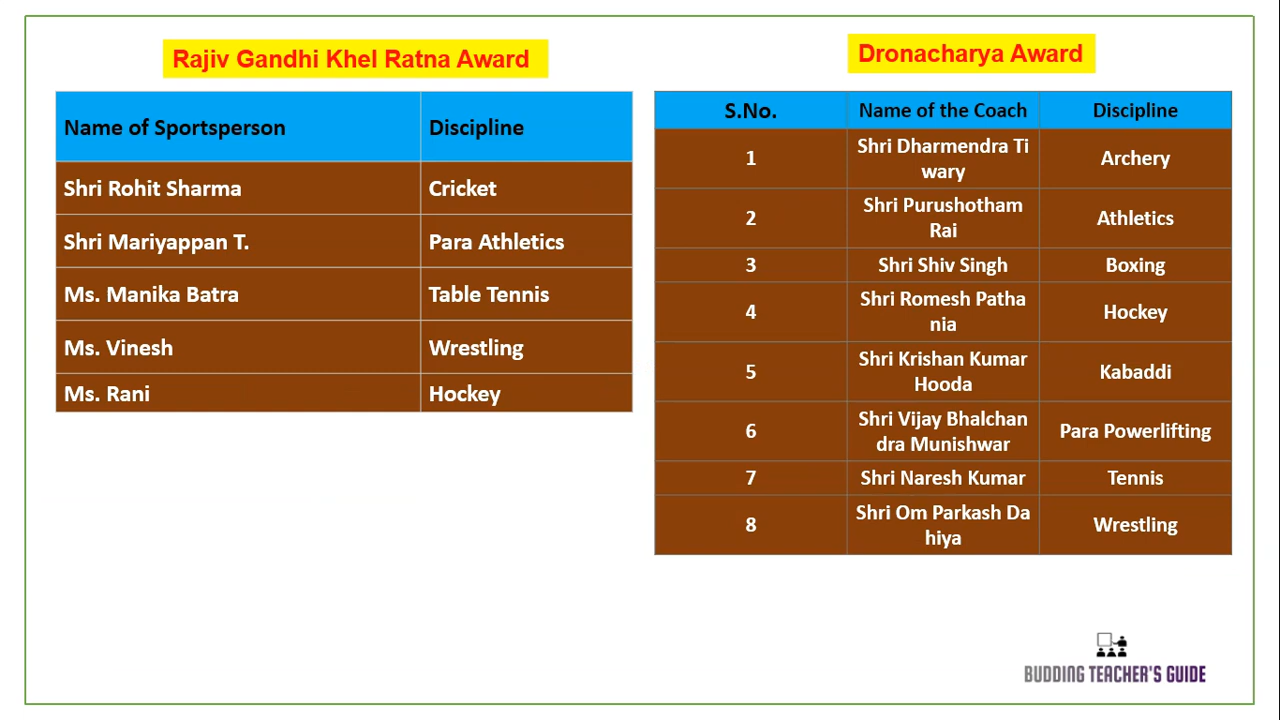 Rajiv Gandhi Khel Ratna Award
Name of Sportsperson Discipline
Shri Rohit Sharma Cricket
Shri Mariyappan T. Para Athletics
Ms. Manika Batra Table Tennis
Ms. Vinesh Wrestling
Ms. Rani Hockey
Dronacharya Award
S.No. Name of the Coach Discipline
1 Shri Dharmendra Ti
wary Archery
2 Shri Purushotham
Rai Athletics
3 Shri Shiv Singh Boxing
4 Shri Romesh Patha
nia Hockey
5 Shri Krishan Kumar
Hooda Kabaddi
6 Shri Vijay Bhalchan
dra Munishwar Para Powerlifting
7 Shri Naresh Kumar Tennis
8 Shri Om Parkash Da
hiya Wrestling
BUDDING TEACHER'S GUIDE